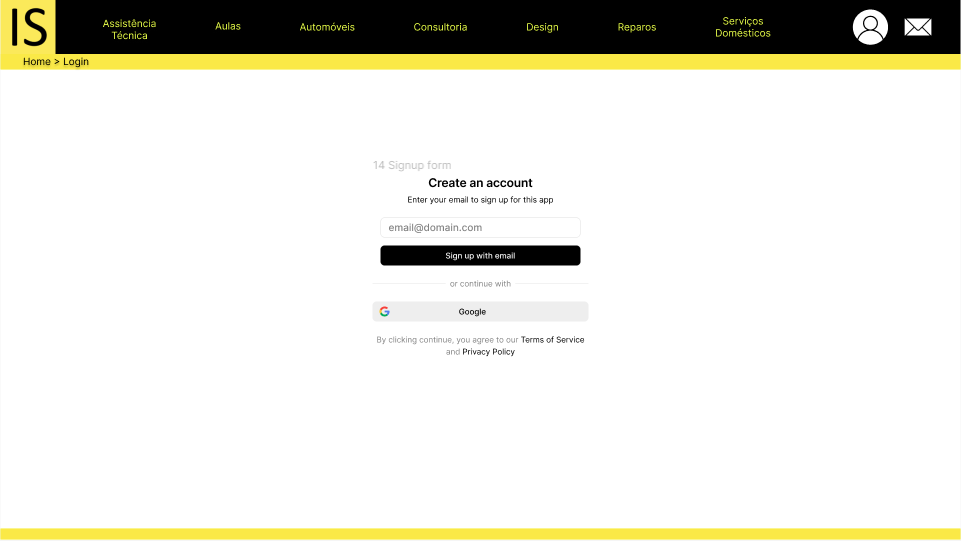 IS
Assistência
Técnica
Aulas
Automóveis
Consultoria
Design
Reparos
Serviços
Domésticos
Home > Login
14 Signup form
Create an account
Enter your email to sign up for this app
email@domain.com
Sign up with email
or continue with
Google
By clicking continue, you agree to our Terms of Service
and Privacy Policy